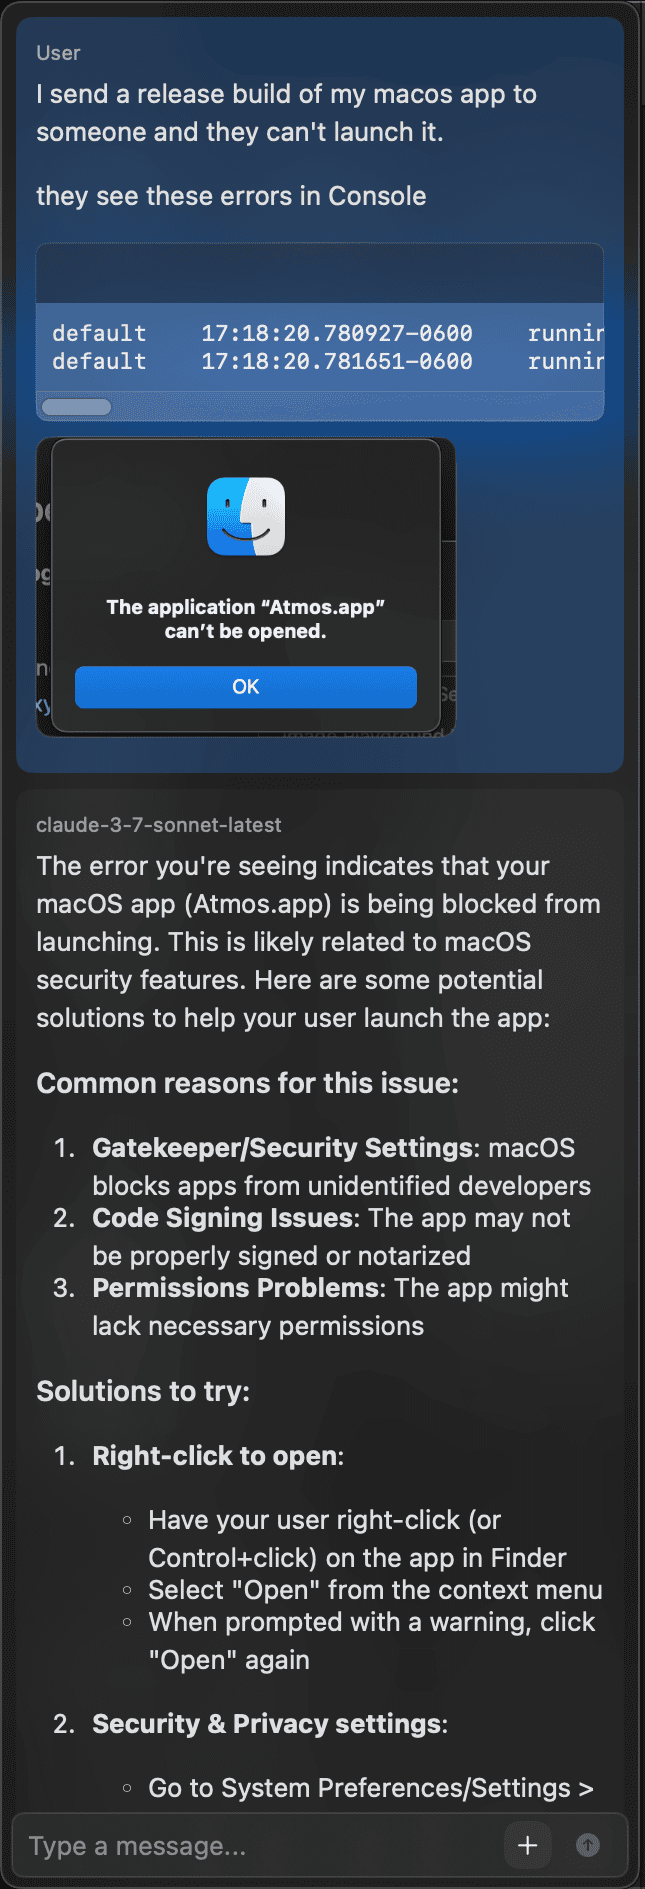 User
I send a release build of my macos app to
someone and they can't launch it.
they see these errors in Console
default 17:18:20.780927-0600 runnin
default 17:18:20.781651-0600 runnin
The application “Atmos.app”
can’t be opened.
OK
claude-3-7-sonnet-latest
The error you're seeing indicates that your
macOS app (Atmos.app) is being blocked from
launching. This is likely related to macOS
security features. Here are some potential
solutions to help your user launch the app:
Common reasons for this issue:
1. Gatekeeper/Security Settings: macOS
blocks apps from unidentified developers
2. Code Signing Issues: The app may not
be properly signed or notarized
3. Permissions Problems: The app might
lack necessary permissions
Solutions to try:
1. Right-click to open:
◦ Have your user right-click (or
Control+click) on the app in Finder
◦ Select "Open" from the context menu
◦ When prompted with a warning, click
"Open" again
2. Security & Privacy settings:
◦ Go to System Preferences/Settings >
Type a message...